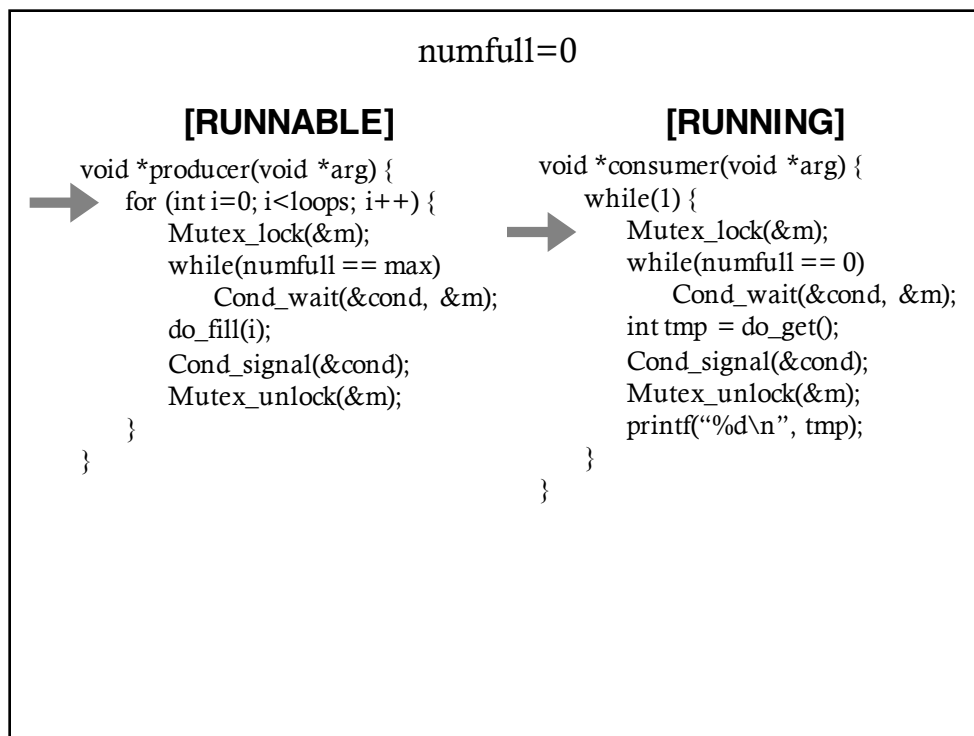 numfull=0
[RUNNABLE]
void *producer(void *arg) {
for (int i=0; i<loops; i++) {
Mutex_lock(&m);
while(numfull == max)
Cond_wait(&cond, &m);
do_fill(i);
Cond_signal(&cond);
Mutex_unlock(&m);
}
}
[RUNNING]
void *consumer(void *arg) {
while(1) {
Mutex_lock(&m);
while(numfull == 0)
Cond_wait(&cond, &m);
int tmp = do_get();
Cond_signal(&cond);
Mutex_unlock(&m);
printf(“%d\n”, tmp);
}
}